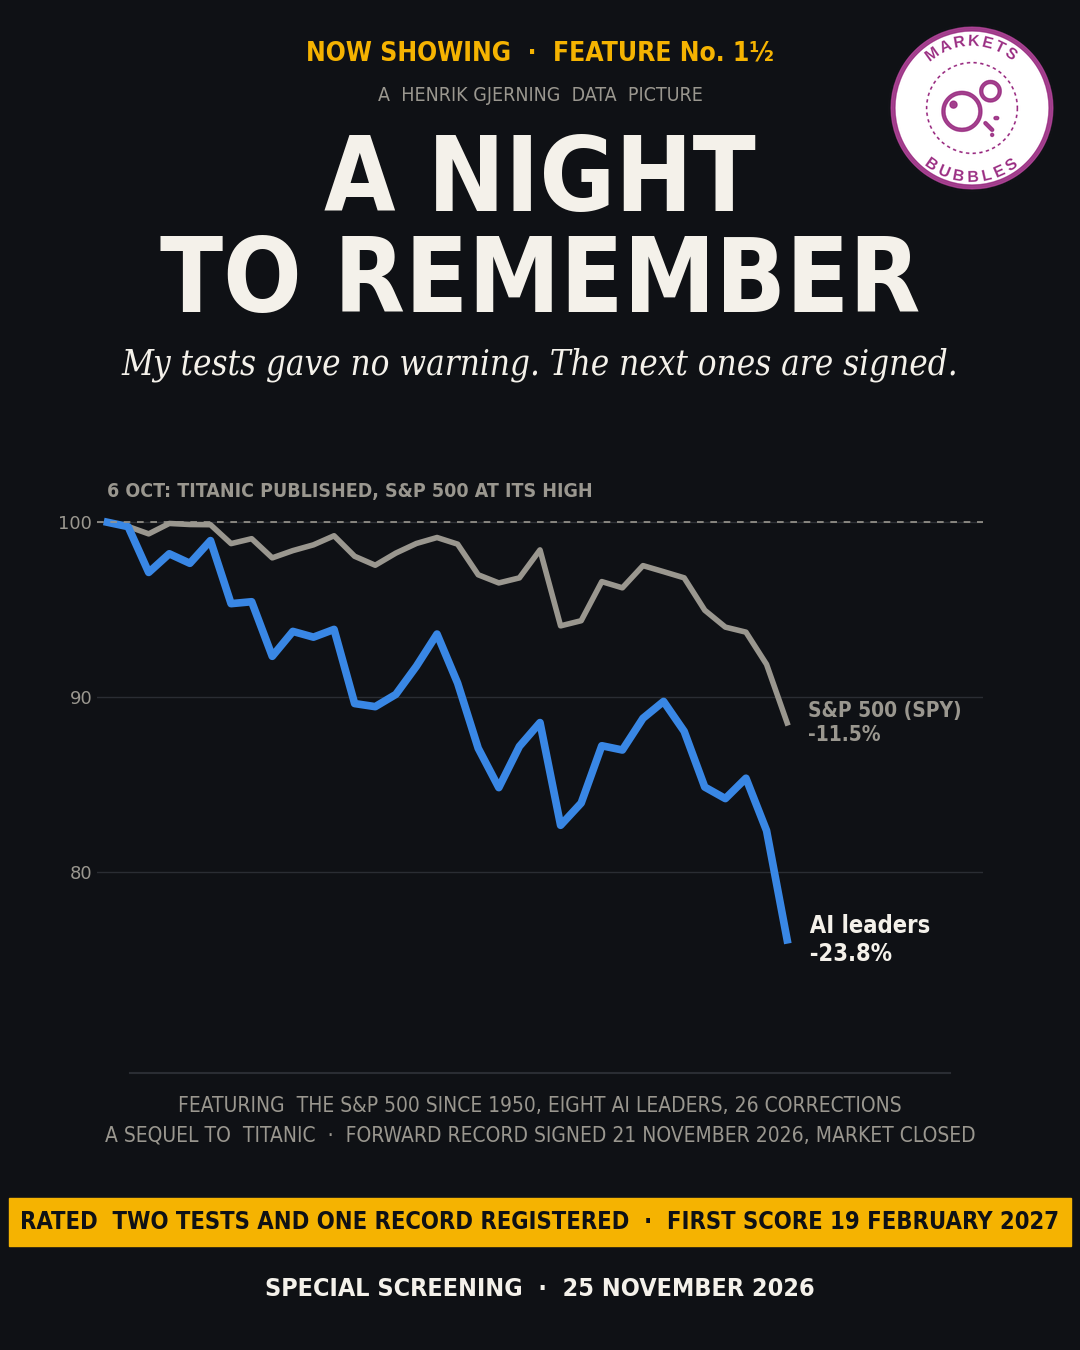 NOW SHOWING · FEATURE No. 1½
A HENRIK GJERNING DATA PICTURE
MARKETS
BUBBLES
A NIGHT
TO REMEMBER
My tests gave no warning. The next ones are signed.
6 OCT: TITANIC PUBLISHED, S&P 500 AT ITS HIGH
100
90
S&P 500 (SPY)
-11.5%
80
AI leaders
-23.8%
FEATURING THE S&P 500 SINCE 1950, EIGHT AI LEADERS, 26 CORRECTIONS
A SEQUEL TO TITANIC · FORWARD RECORD SIGNED 21 NOVEMBER 2026, MARKET CLOSED
RATED TWO TESTS AND ONE RECORD REGISTERED · FIRST SCORE 19 FEBRUARY 2027
SPECIAL SCREENING · 25 NOVEMBER 2026